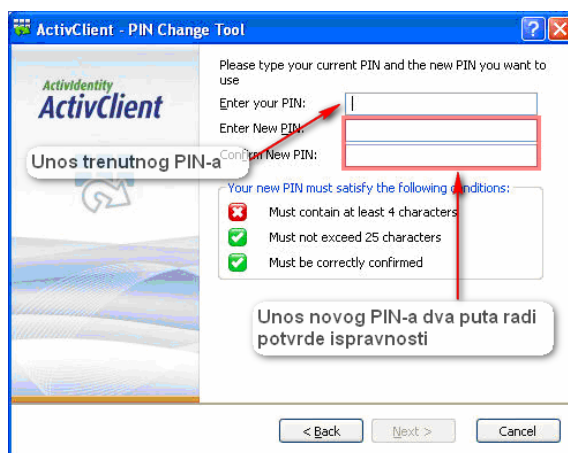 ActivClient - PIN Change Tool
ActivIdentity
ActivClient
Please type your current PIN and the new PIN you want to
use
Enter your PIN:
Enter New PIN:
Confirm New PIN:
Unos trenutnog PIN-a
Your new PIN must satisfy the following conditions:
Must contain at least 4 characters
Must not exceed 25 characters
Must be correctly confirmed
Unos novog PIN-a dva puta radi
potvrde ispravnosti
< Back
Next >
Cancel